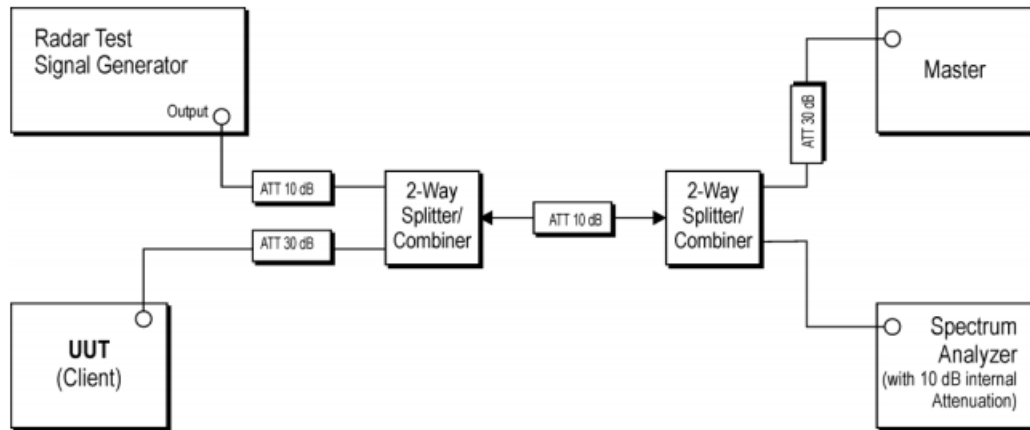 Radar Test
Signal Generator
Output
ATT 10 dB
2-Way
Splitter/
Combiner
ATT 30 dB
UUT
(Client)
ATT 10 dB
2-Way
Splitter/
Combiner
ATT 30 dB
Master
Spectrum
Analyzer
(with 10 dB internal
Attenuation)